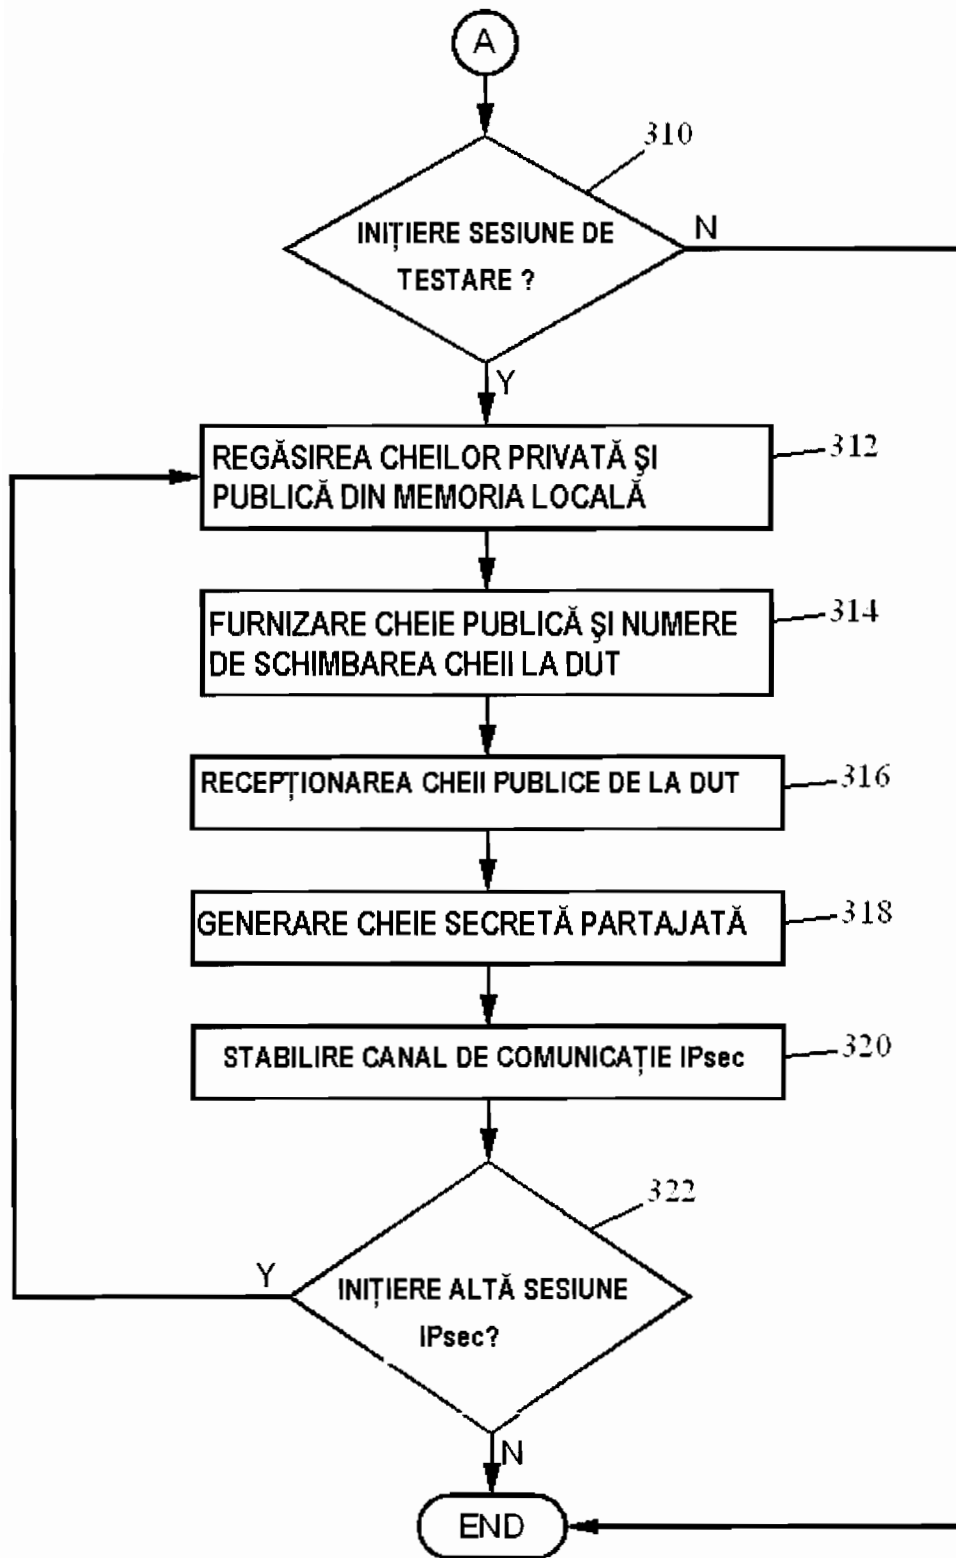 A
310
INIȚIERE SESIUNE DE
TESTARE ?
N
Y
REGĂSIREA CHEILOR PRIVATĂ ŞI
PUBLICĂ DIN MEMORIA LOCALĂ
312
FURNIZARE CHEIE PUBLICĂ ŞI NUMERE
DE SCHIMBAREA CHEII LA DUT
314
RECEPȚIONAREA CHEII PUBLICE DE LA DUT
316
GENERARE CHEIE SECRETĂ PARTAJATĂ
318
STABILIRE CANAL DE COMUNICAȚIE IPsec
320
322
Y
INIȚIERE ALTĂ SESIUNE
IPsec?
N
END